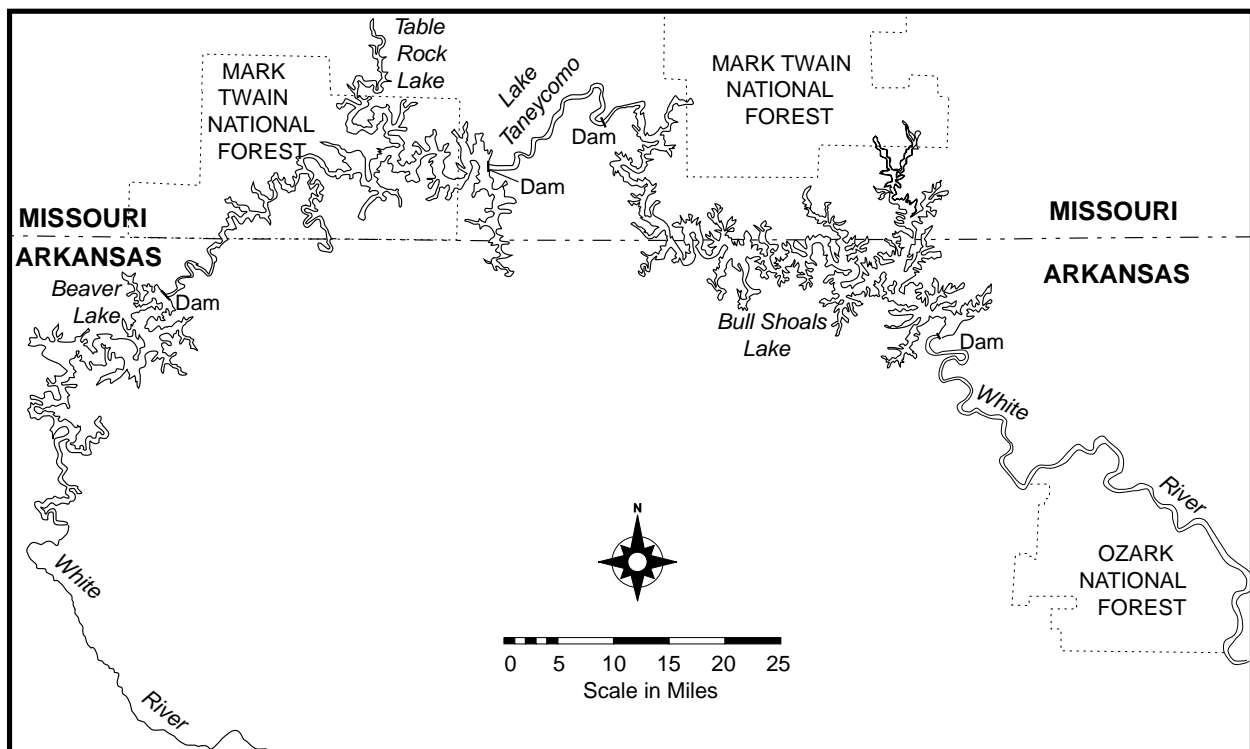 Table
Rock
Lake
MARK
TWAIN
NATIONAL
FOREST
Lake
Taneycomo
Dam
Dam
MARK TWAIN
NATIONAL
FOREST
MISSOURI
ARKANSAS
MISSOURI
ARKANSAS
Beaver
Lake
Dam
Bull Shoals
Lake
Dam
White
River
OZARK
NATIONAL
FOREST
White
River
N
0 5 10 15 20 25
Scale in Miles